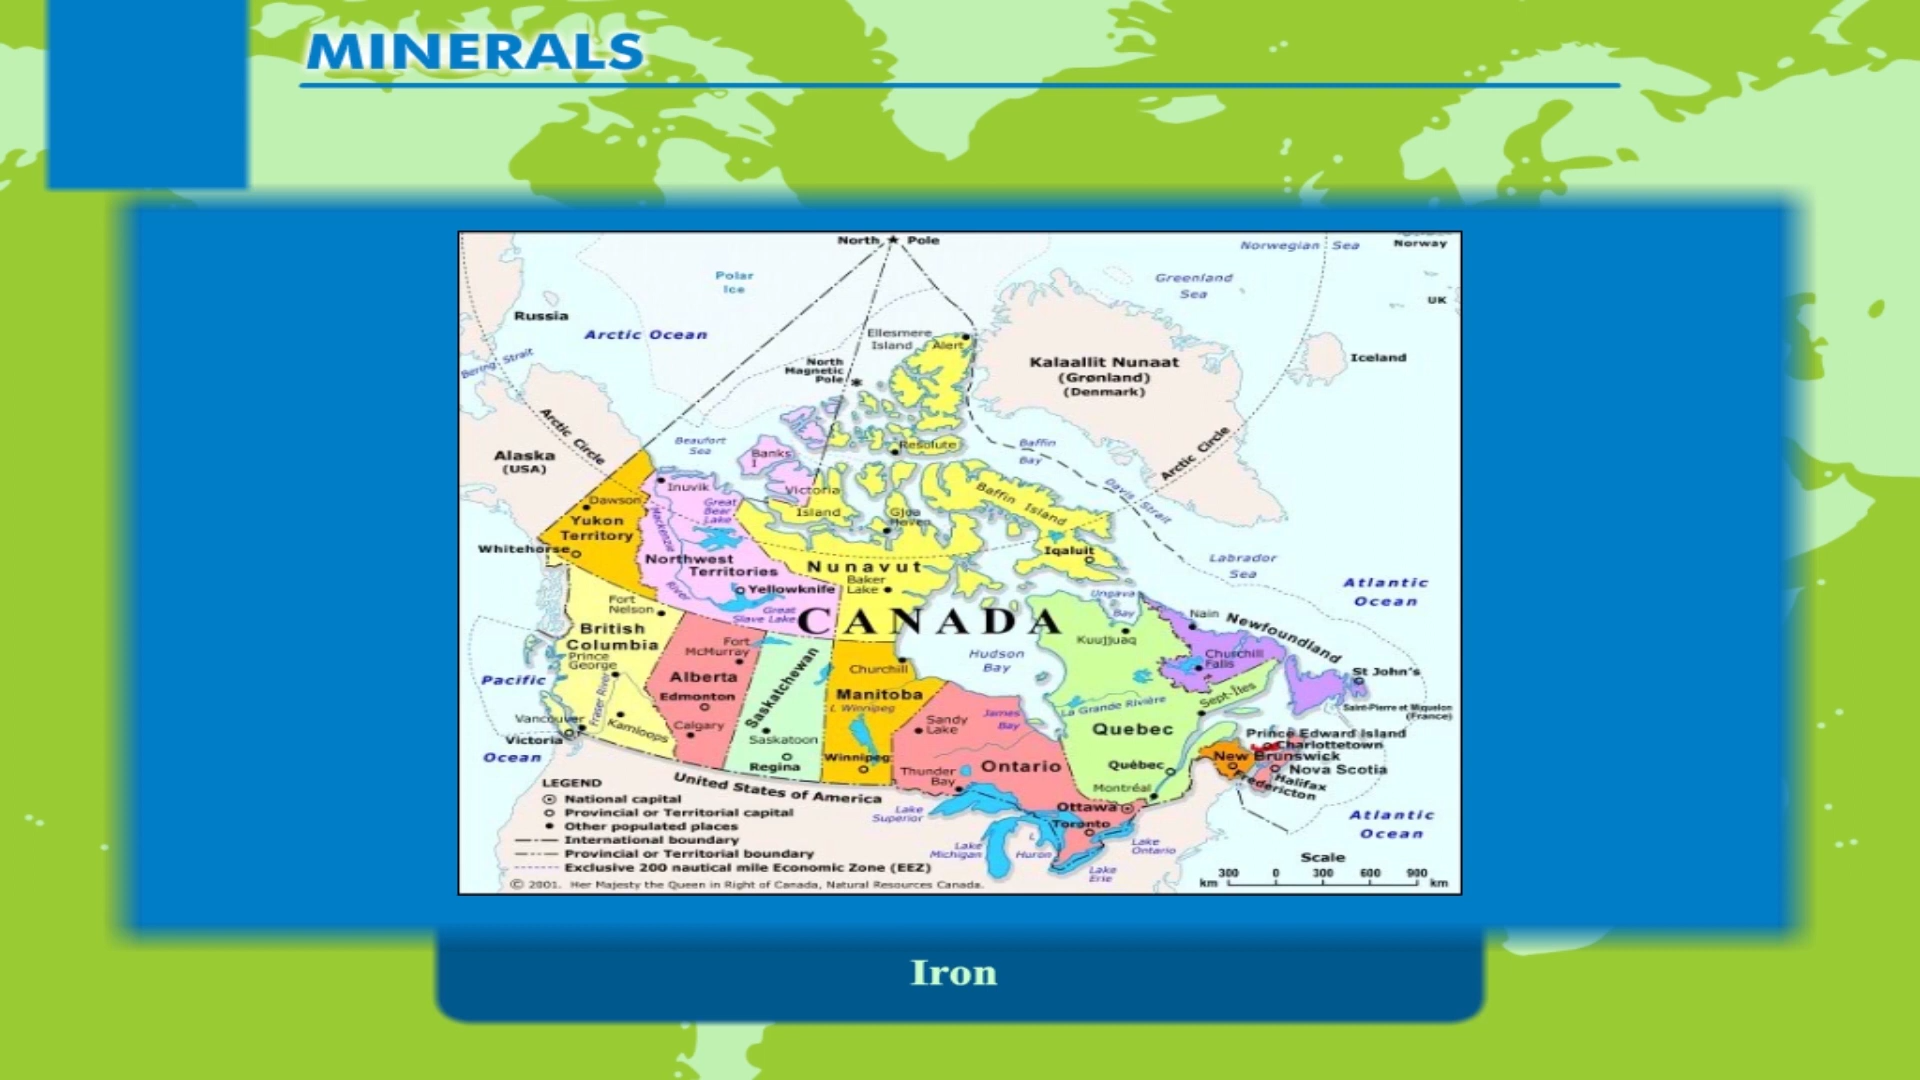 MINERALS
North Pole
Norwegian Sea
Norway
Polar
Ice
Greenland
Sea
UK
Russia
Arctic Ocean
Ellesmere
Island
Alert
Bering Strait
North
Magnetic
Pole
Kalaallit Nunaat
(Grønland)
(Denmark)
Iceland
Arctic Circle
Beaufort
Sea
Resolute
Baffin
Bay
Arctic Circle
Alaska
(USA)
Banks
I
Inuvik
Victoria
Island
Baffin Island
Davis Strait
Dawson
Great
Bear
Lake
Gjoa
Haven
Yukon
Territory
Mackenzie
River
Whitehorse
Iqaluit
Northwest
Territories
Nunavut
Labrador
Sea
Baker
Lake
Yellowknife
Atlantic
Ocean
Fort
Nelson
Great
Slave Lake
CANADA
Ungava
Bay
Nain
Newfoundland
British
Columbia
Fort
McMurray
Kuujjuaq
Prince
George
Saskatchewan
Churchill
Hudson
Bay
Churchill
Falls
St John's
Pacific
Ocean
Alberta
Edmonton
Manitoba
L Winnipeg
Sept-Îles
La Grande Rivière
Saint-Pierre et Miquelon
(France)
Fraser River
Vancouver
Kamloops
Calgary
Sandy
Lake
James
Bay
Quebec
Victoria
Saskatoon
Prince Edward Island
Charlottetown
Regina
Winnipeg
Thunder
Bay
Ontario
Québec
New Brunswick
Nova Scotia
Halifax
Fredericton
United States of America
Montréal
Ottawa
Toronto
Lake
Superior
Lake
Michigan
L
Huron
Lake
Ontario
Lake
Erie
Atlantic
Ocean
LEGEND
National capital
Provincial or Territorial capital
Other populated places
International boundary
Provincial or Territorial boundary
Exclusive 200 nautical mile Economic Zone (EEZ)
© 2001. Her Majesty the Queen in Right of Canada, Natural Resources Canada.
Scale
km 300 0 300 600 900 km
Iron